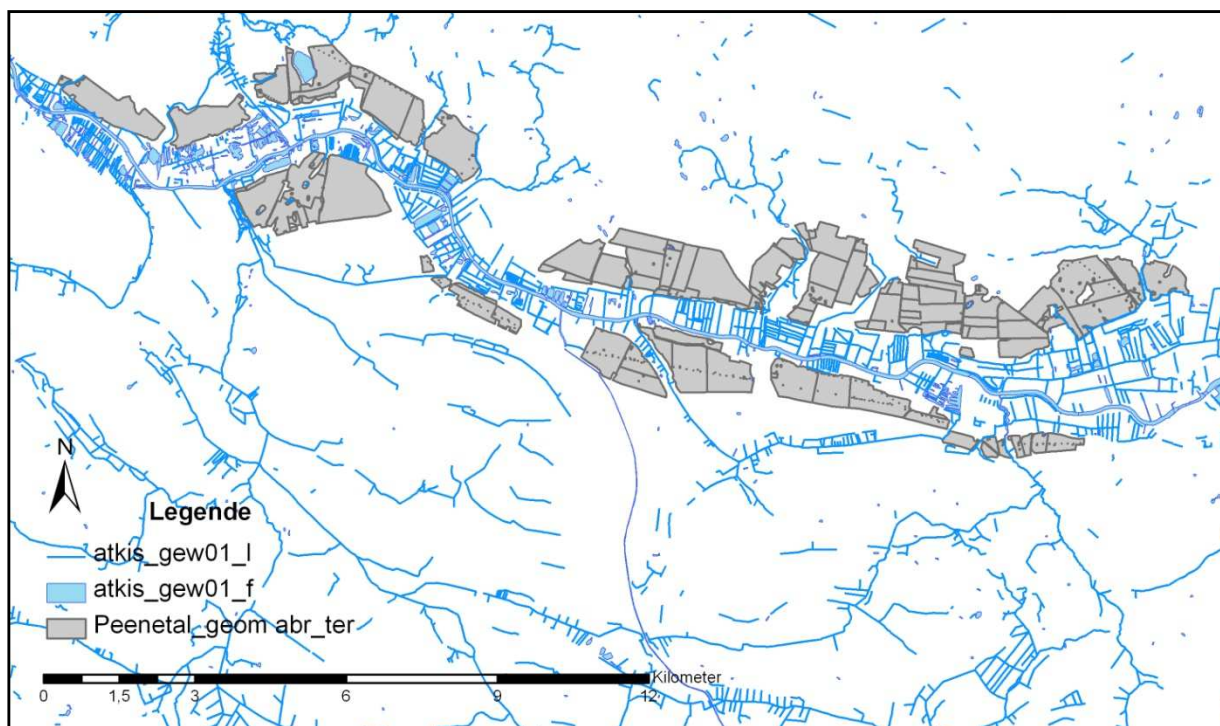 N
Legende
atkis_gew01_l
atkis_gew01_f
Peenetal_geom abr_ter
Kilometer
0 1,5 3 6 9 12